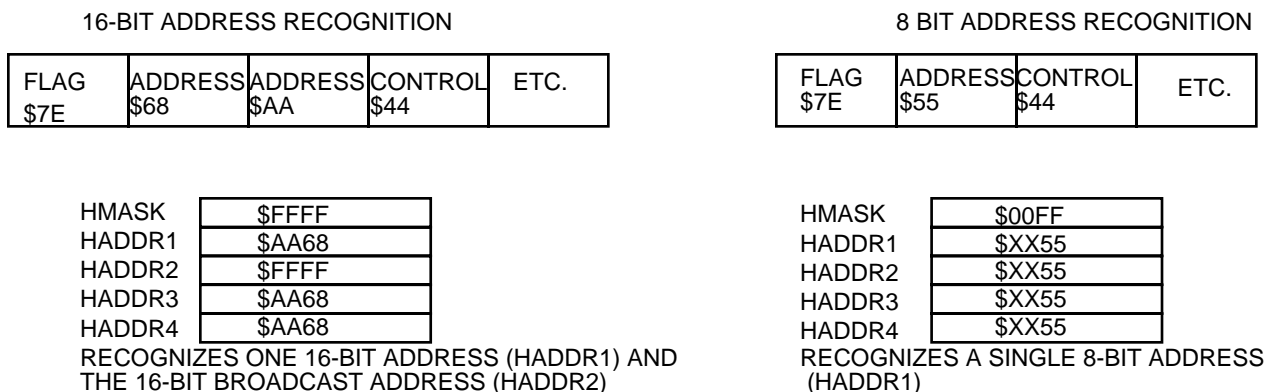 16-BIT ADDRESS RECOGNITION
FLAG ADDRESS ADDRESS CONTROL ETC.
$7E $68 $AA $44
HMASK $FFFF
HADDR1 $AA68
HADDR2 $FFFF
HADDR3 $AA68
HADDR4 $AA68
RECOGNIZES ONE 16-BIT ADDRESS (HADDR1) AND
THE 16-BIT BROADCAST ADDRESS (HADDR2)
8 BIT ADDRESS RECOGNITION
FLAG ADDRESS CONTROL ETC.
$7E $55 $44
HMASK $00FF
HADDR1 $XX55
HADDR2 $XX55
HADDR3 $XX55
HADDR4 $XX55
RECOGNIZES A SINGLE 8-BIT ADDRESS
(HADDR1)